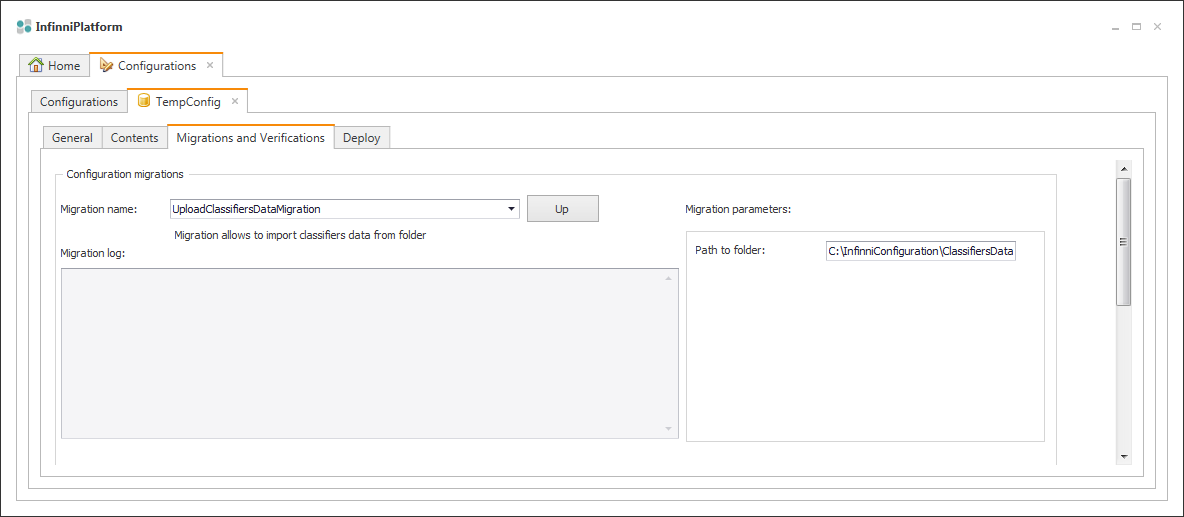 InfinniPlatform
Home
Configurations
Configurations
TempConfig
General
Contents
Migrations and Verifications
Deploy
Configuration migrations
Migration name:
UploadClassifiersDataMigration
Up
Migration parameters:
Migration allows to import classifiers data from folder
Path to folder:
C:\InfinniConfiguration\ClassifiersData
Migration log: